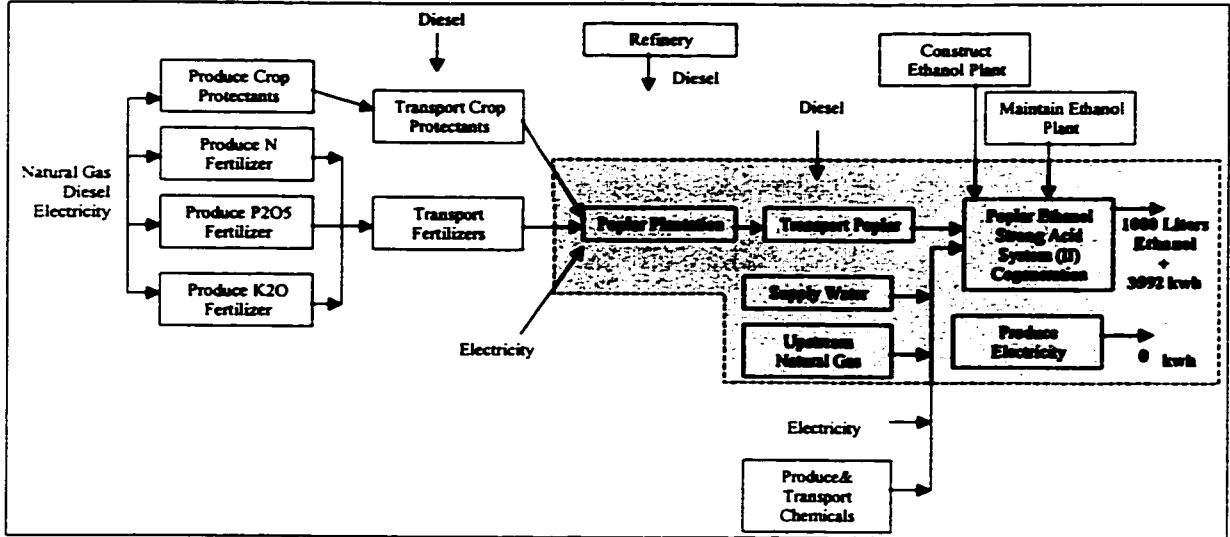 Diesel
Refinery
Diesel
Construct
Ethanol Plant
Produce Crop
Protectants
Transport Crop
Protectants
Diesel
Maintain Ethanol
Plant
Produce N
Fertilizer
Natural Gas
Diesel
Electricity
Produce P2O5
Fertilizer
Transport
Fertilizers
Poplar Plantation
Transport Poplar
Poplar Ethanol
Strong Acid
System (II)
Cogeneration
1000 Liters
Ethanol
+
3992 kwh
Produce K2O
Fertilizer
Supply Water
Electricity
Upstream
Natural Gas
Produce
Electricity
0 kwh
Electricity
Produce&
Transport
Chemicals